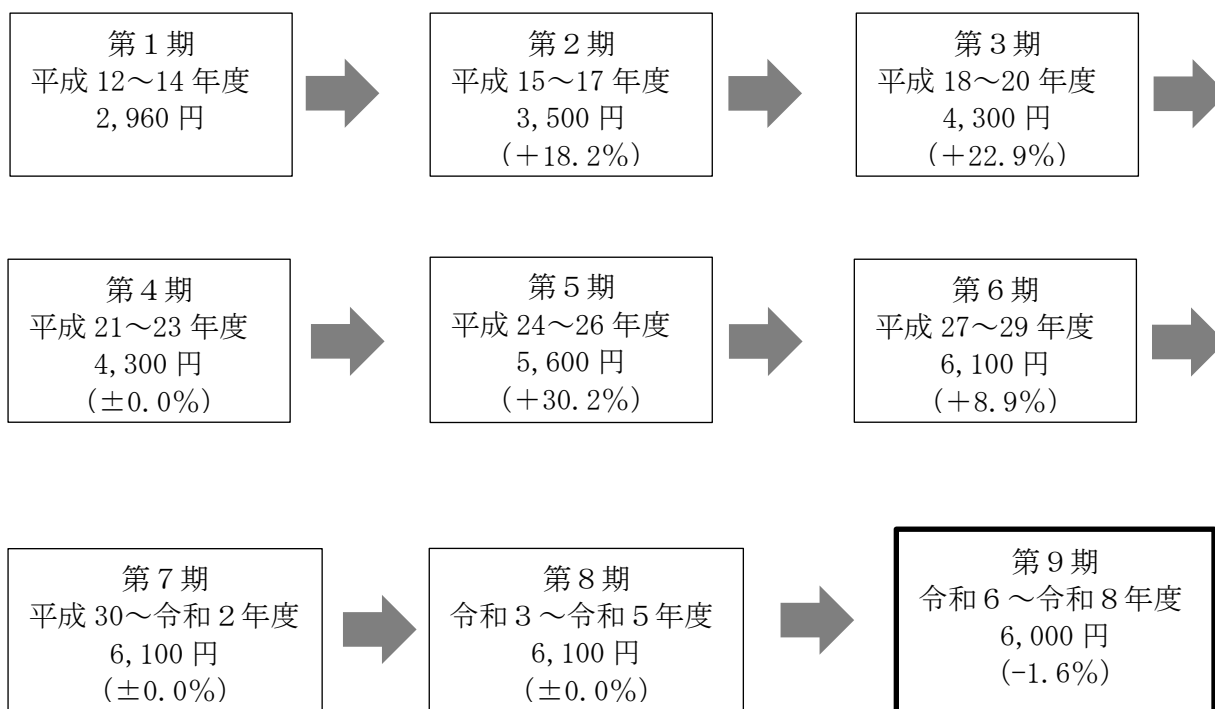 第１期
平成 12～14 年度
2,960 円
第２期
平成 15～17 年度
3,500 円
（＋18.2%）
第３期
平成 18～20 年度
4,300 円
（＋22.9%）
第４期
平成 21～23 年度
4,300 円
（±0.0%）
第５期
平成 24～26 年度
5,600 円
（＋30.2%）
第６期
平成 27～29 年度
6,100 円
（＋8.9%）
第７期
平成 30～令和２年度
6,100 円
（±0.0%）
第８期
令和３～令和５年度
6,100 円
（±0.0%）
第９期
令和６～令和８年度
6,000 円
(-1.6%)